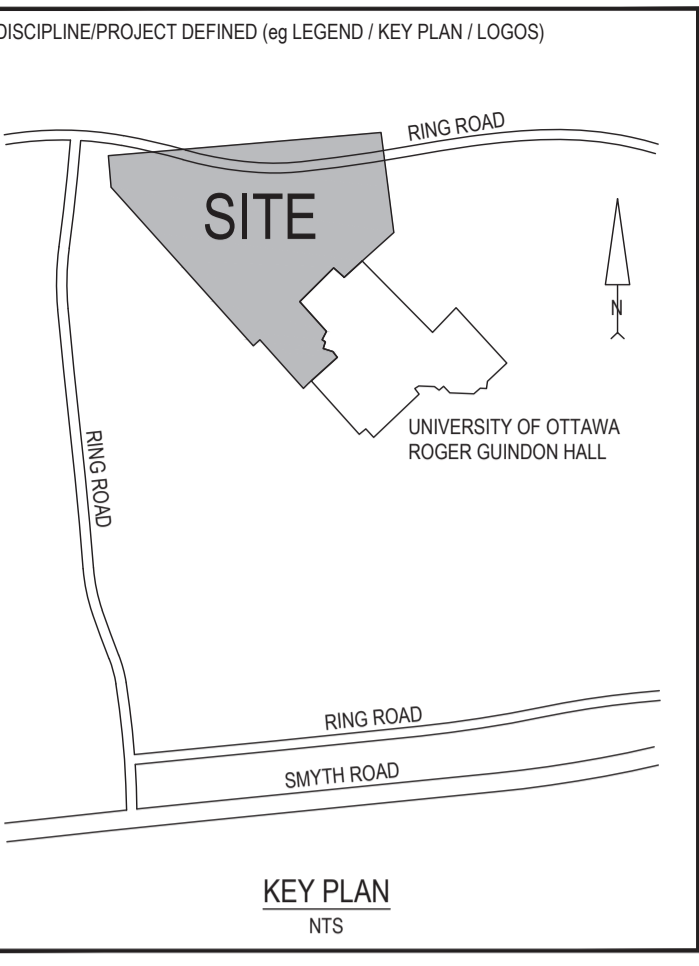 DISCIPLINE/PROJECT DEFINED (eg LEGEND / KEY PLAN / LOGOS)
RING ROAD
SITE
N
UNIVERSITY OF OTTAWA
ROGER GUINDON HALL
RING ROAD
RING ROAD
SMYTH ROAD
KEY PLAN
NTS